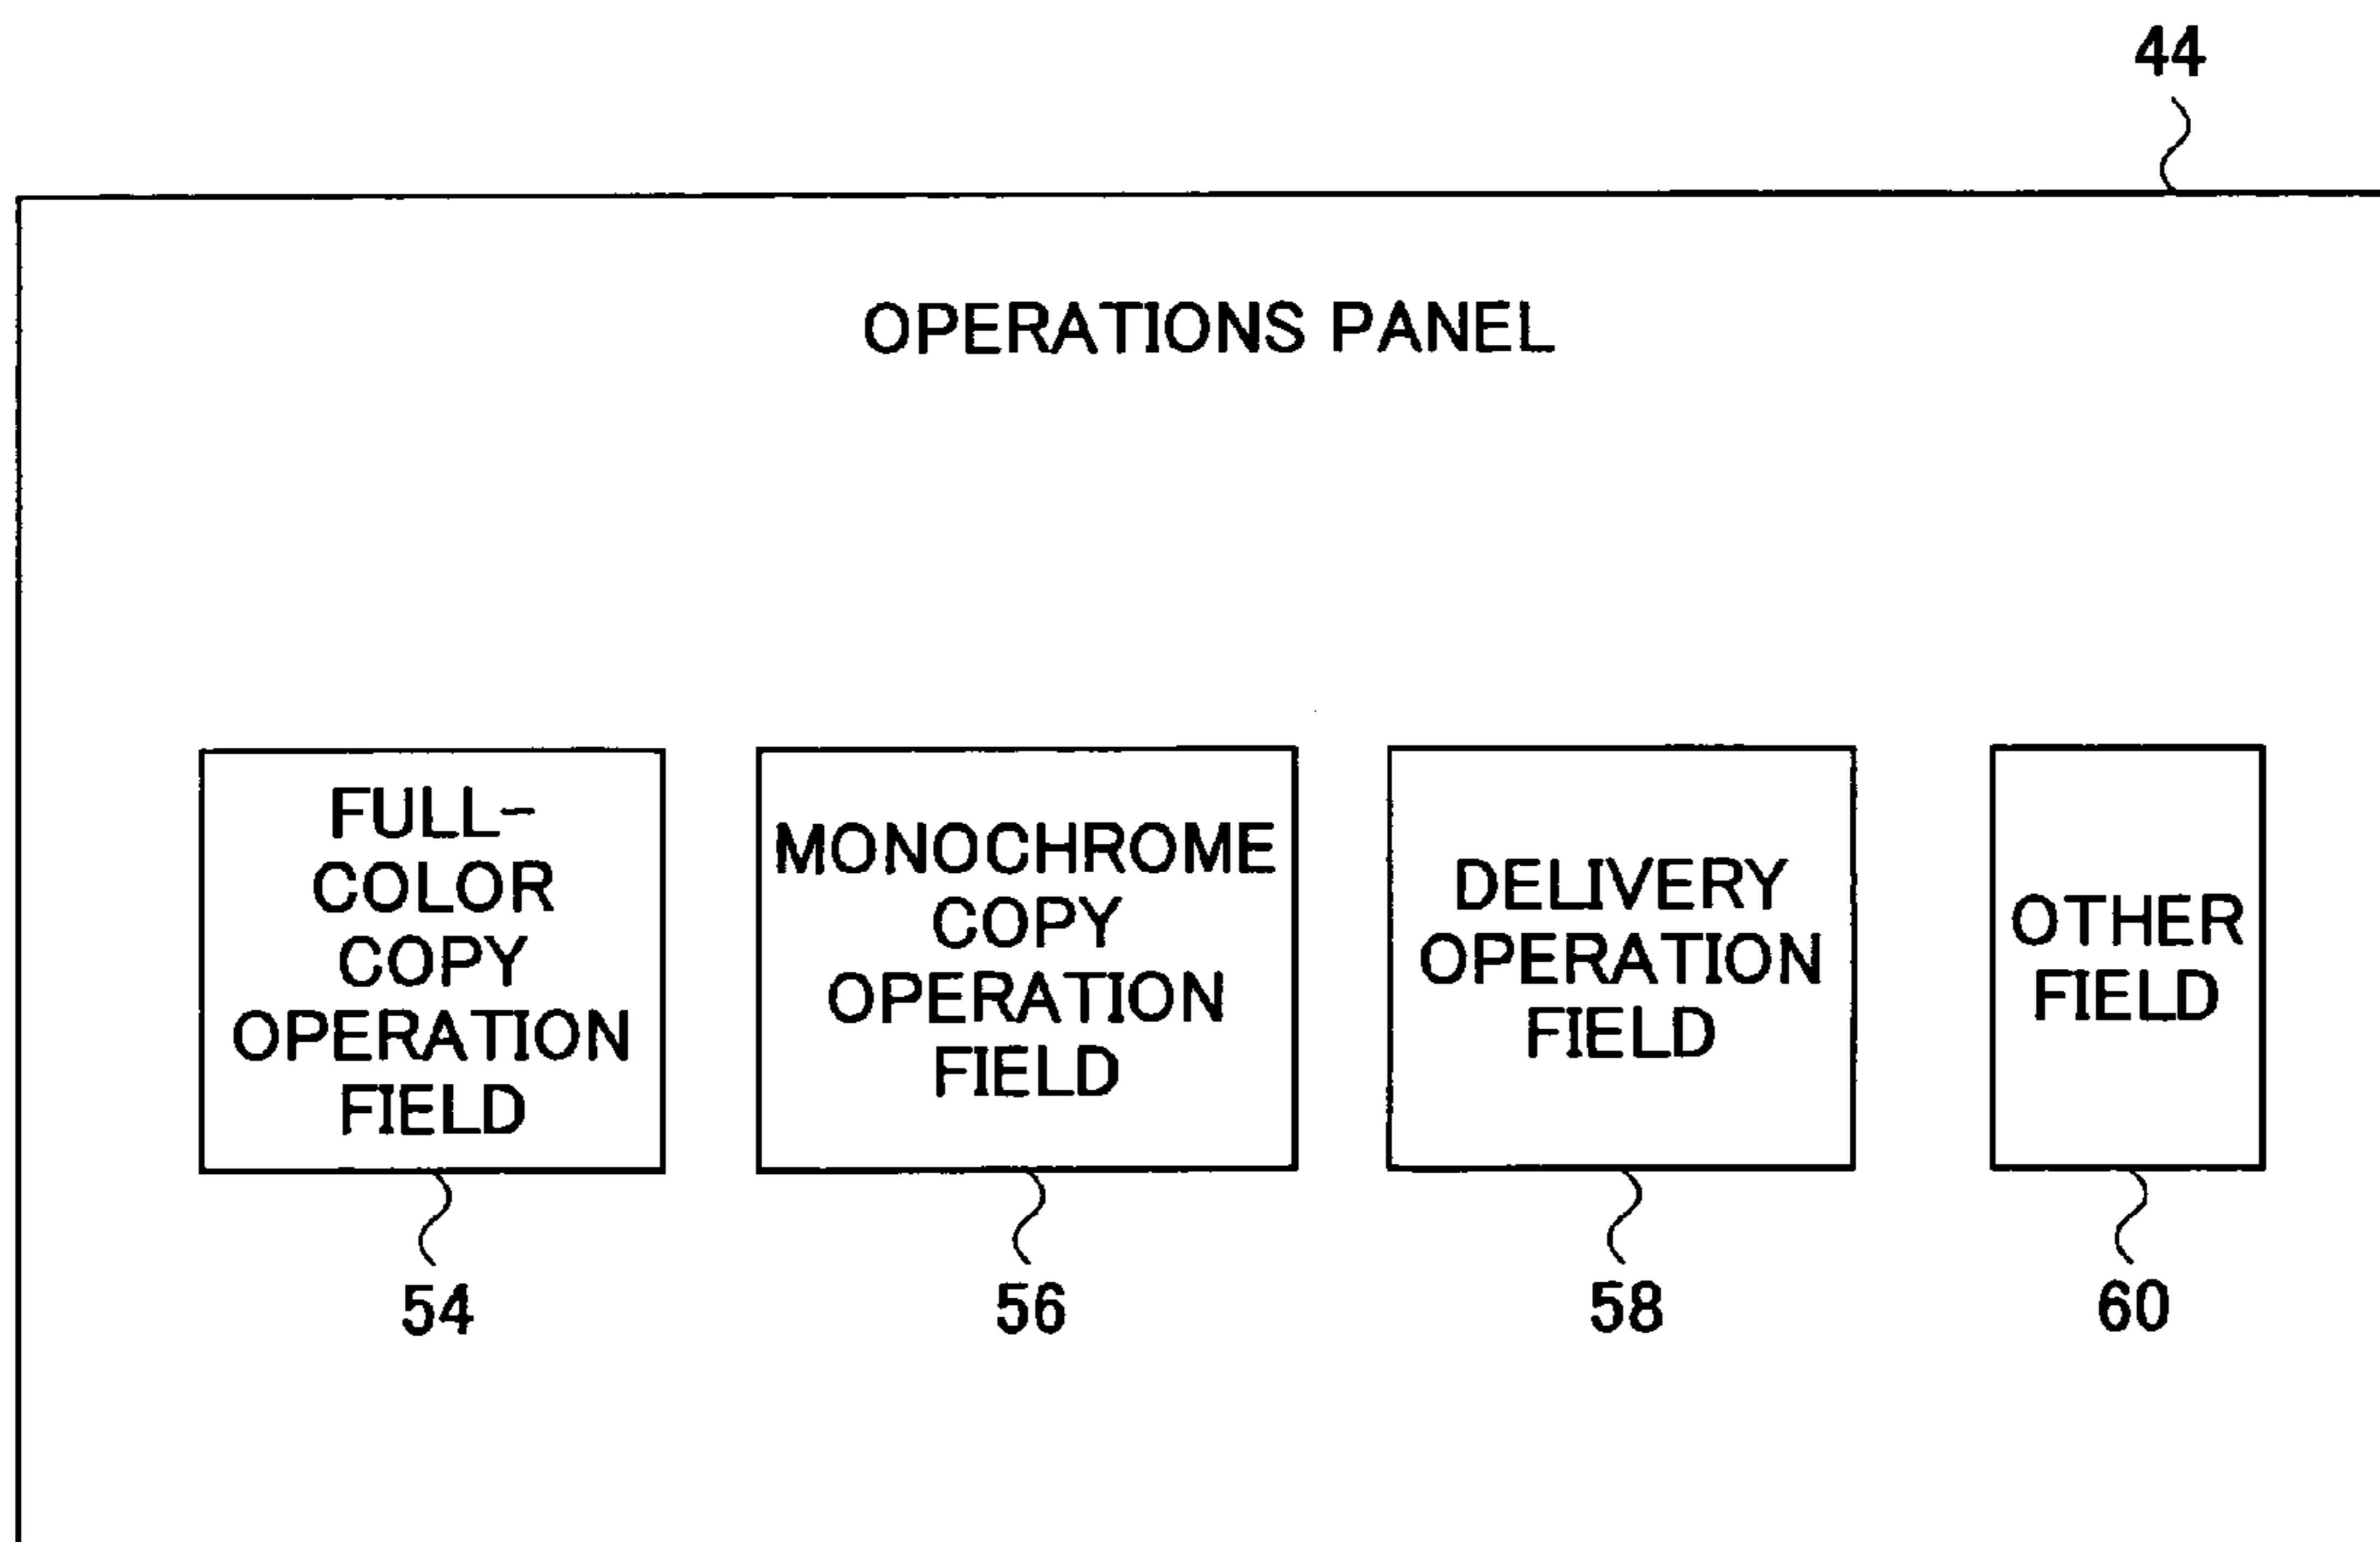 44
OPERATIONS PANEL
FULL-
COLOR
COPY
OPERATION
FIELD
MONOCHROME
COPY
OPERATION
FIELD
DELIVERY
OPERATION
FIELD
OTHER
FIELD
54
56
58
60